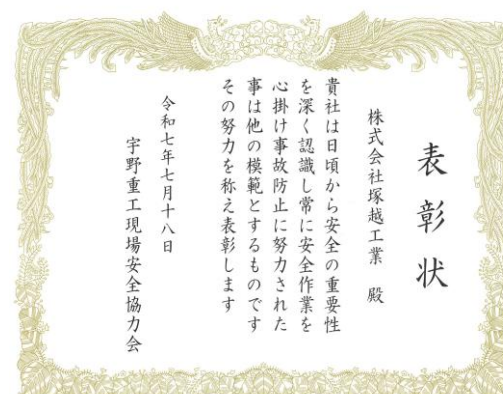 表彰状
株式会社塚越工業 殿
貴社は日頃から安全の重要性
を深く認識し常に安全作業を
心掛け事故防止に努力された
事は他の模範とするものです
その努力を称え表彰します
令和七年七月十八日
宇野重工現場安全協力会